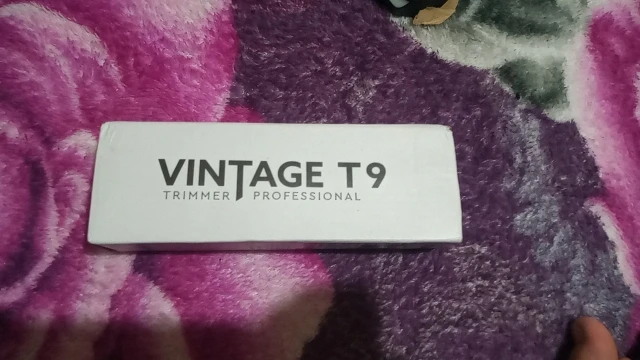 VINTAGE T9
TRIMMER PROFESSIONAL